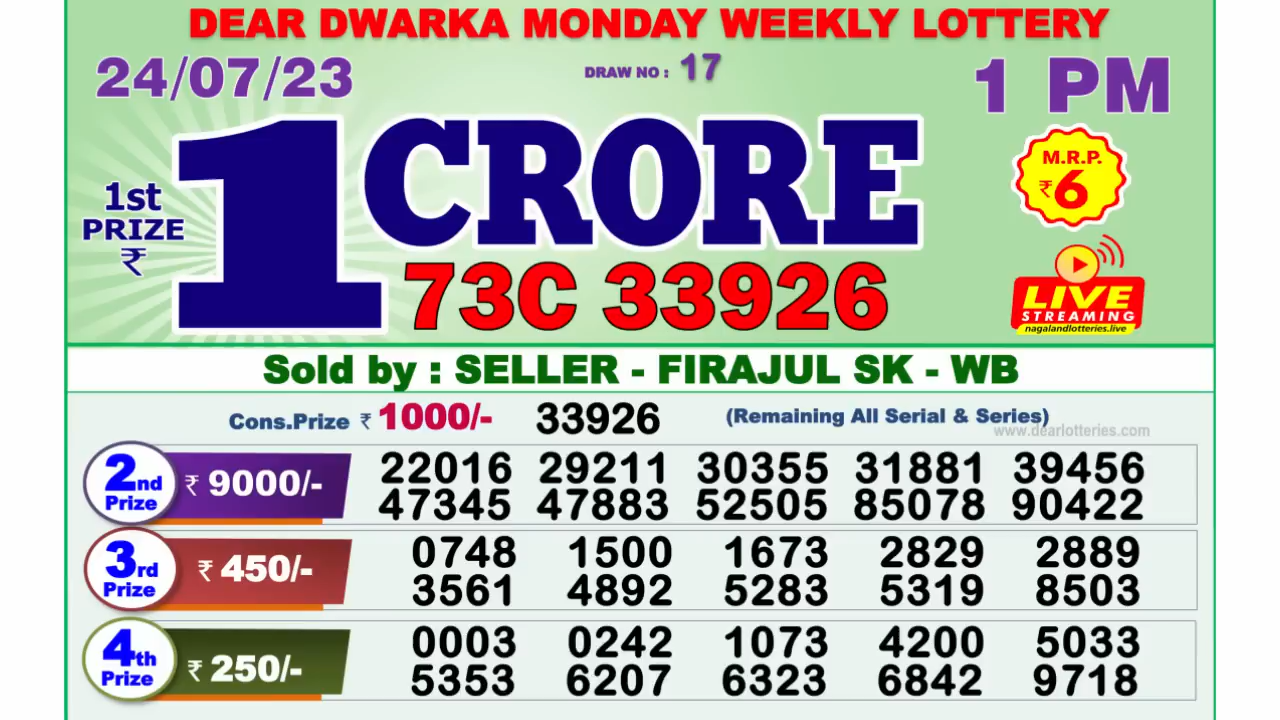 DEAR DWARKA MONDAY WEEKLY LOTTERY
24/07/23 DRAW NO : 17 1 PM
1st PRIZE ₹ 1 CRORE
M.R.P. ₹6
73C 33926
LIVE
STREAMING
nagalandlotteries.live
Sold by : SELLER - FIRAJUL SK - WB
Cons.Prize ₹ 1000/- 33926 (Remaining All Serial & Series)
www.dearlotteries.com
2nd Prize ₹ 9000/-
22016 29211 30355 31881 39456
47345 47883 52505 85078 90422
3rd Prize ₹ 450/-
0748 1500 1673 2829 2889
3561 4892 5283 5319 8503
4th Prize ₹ 250/-
0003 0242 1073 4200 5033
5353 6207 6323 6842 9718